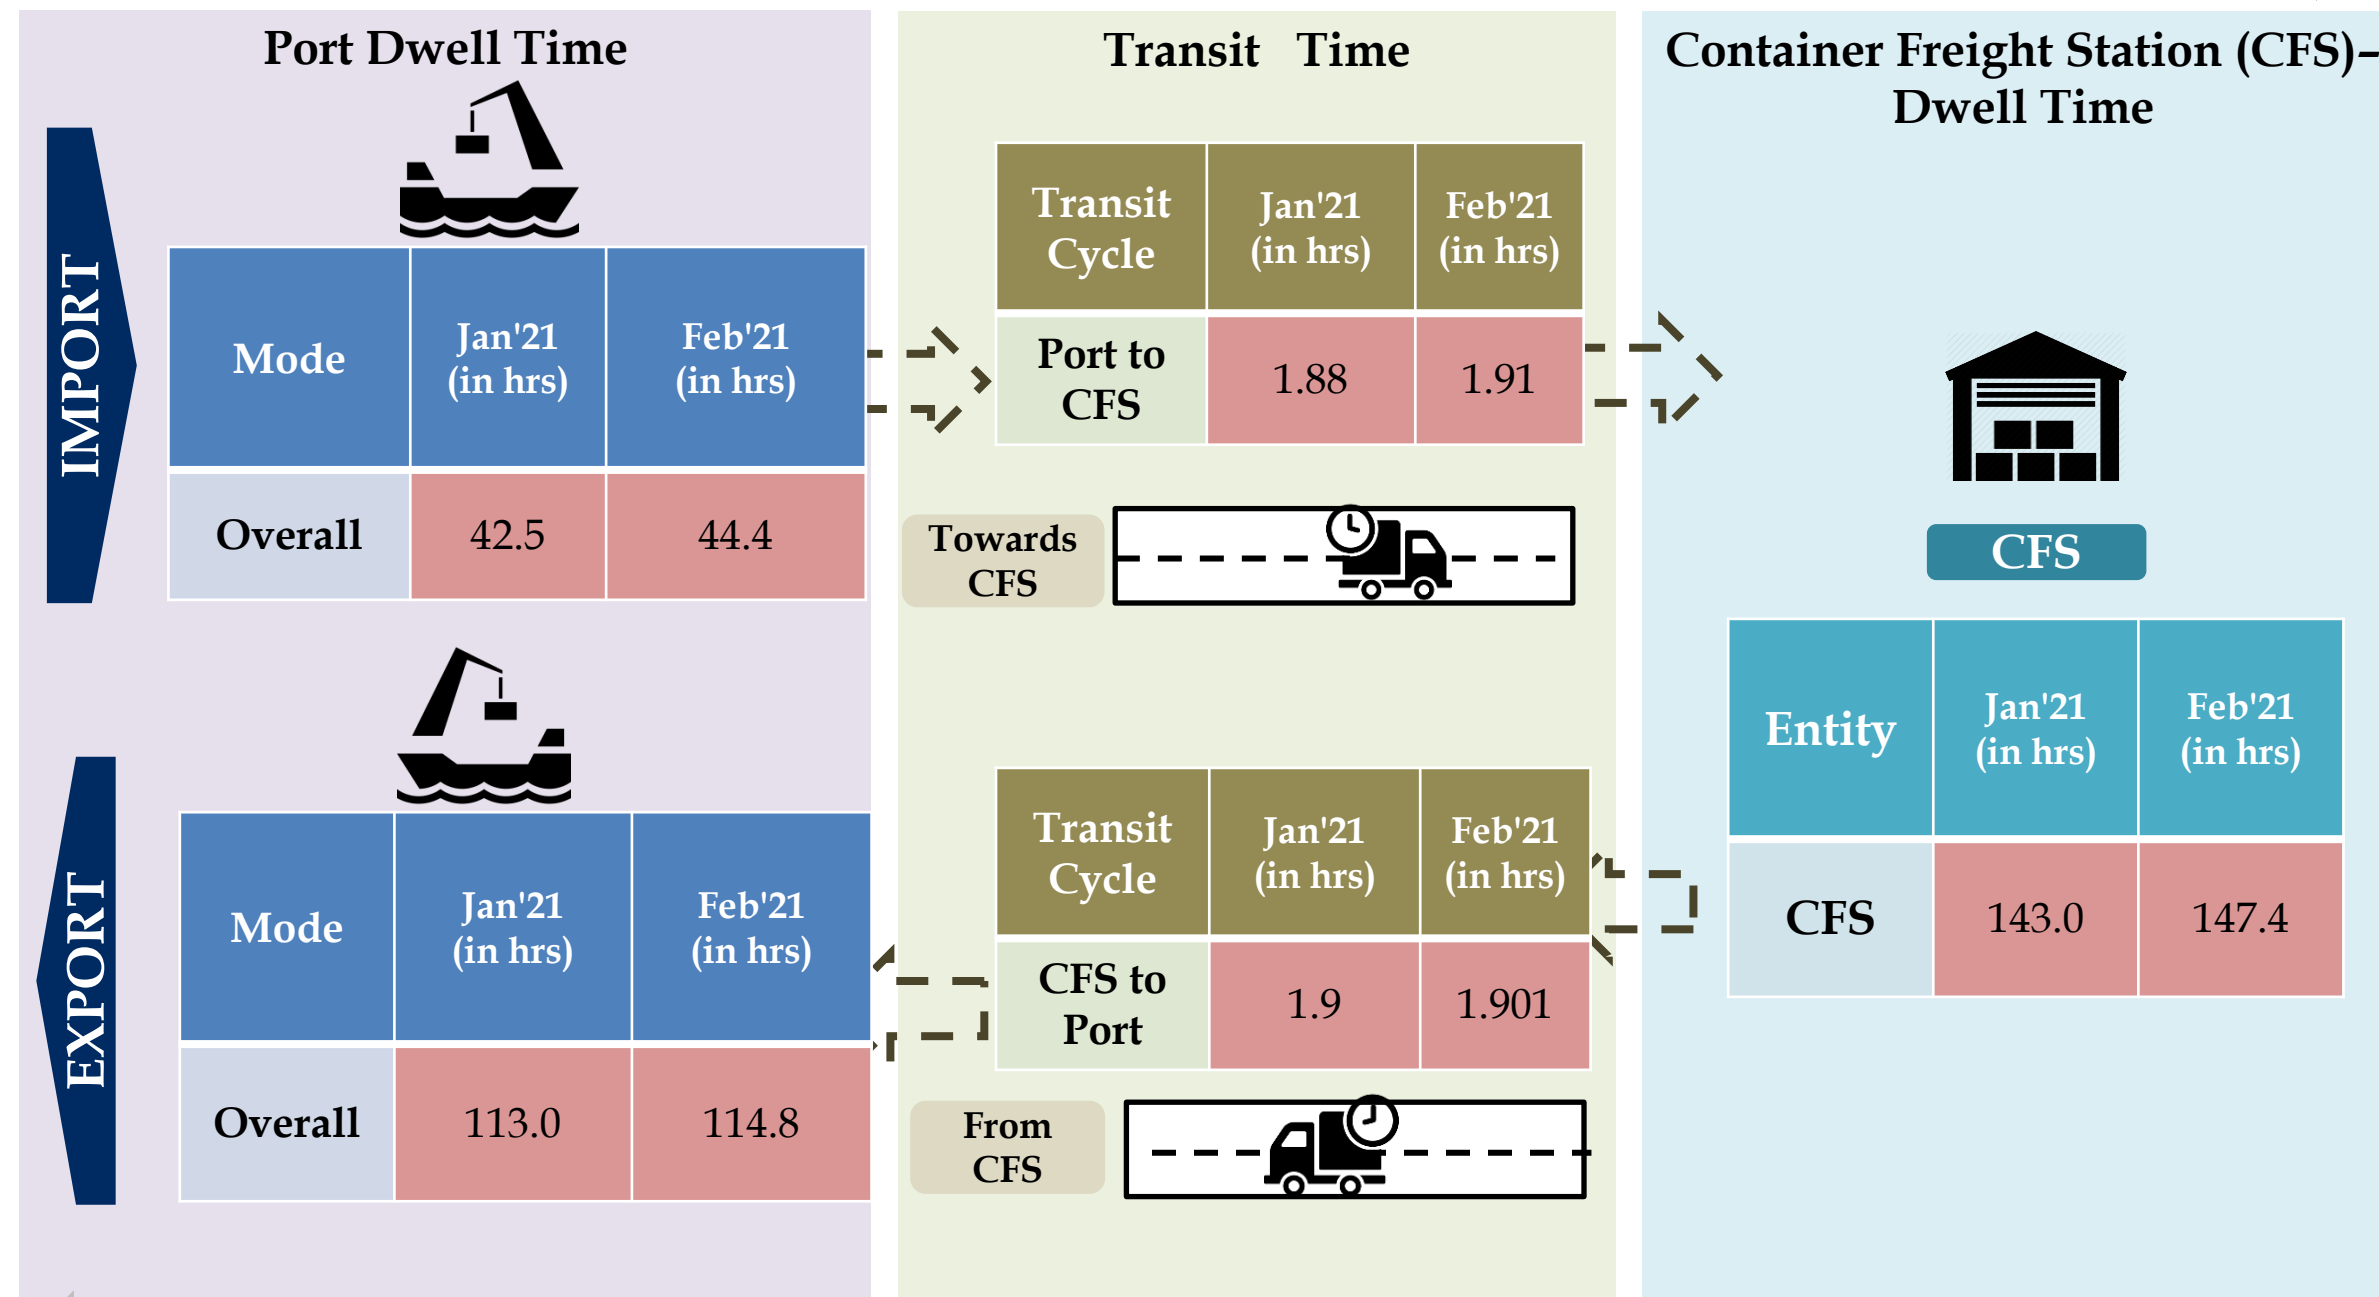 Port Dwell Time
IMPORT
Mode
Jan'21
(in hrs)
Feb'21
(in hrs)
Overall
42.5
44.4
EXPORT
Mode
Jan'21
(in hrs)
Feb'21
(in hrs)
Overall
113.0
114.8
Transit Time
Transit
Cycle
Jan'21
(in hrs)
Feb'21
(in hrs)
Port to
CFS
1.88
1.91
Towards
CFS
Transit
Cycle
Jan'21
(in hrs)
Feb'21
(in hrs)
CFS to
Port
1.9
1.901
From
CFS
Container Freight Station (CFS)–
Dwell Time
CFS
Entity
Jan'21
(in hrs)
Feb'21
(in hrs)
CFS
143.0
147.4